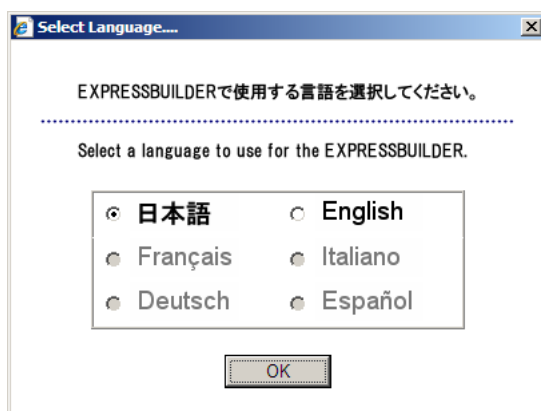 Select Language....
EXPRESSBUILDERで使用する言語を選択してください。
Select a language to use for the EXPRESSBUILDER.
日本語 English
Français Italiano
Deutsch Español
OK